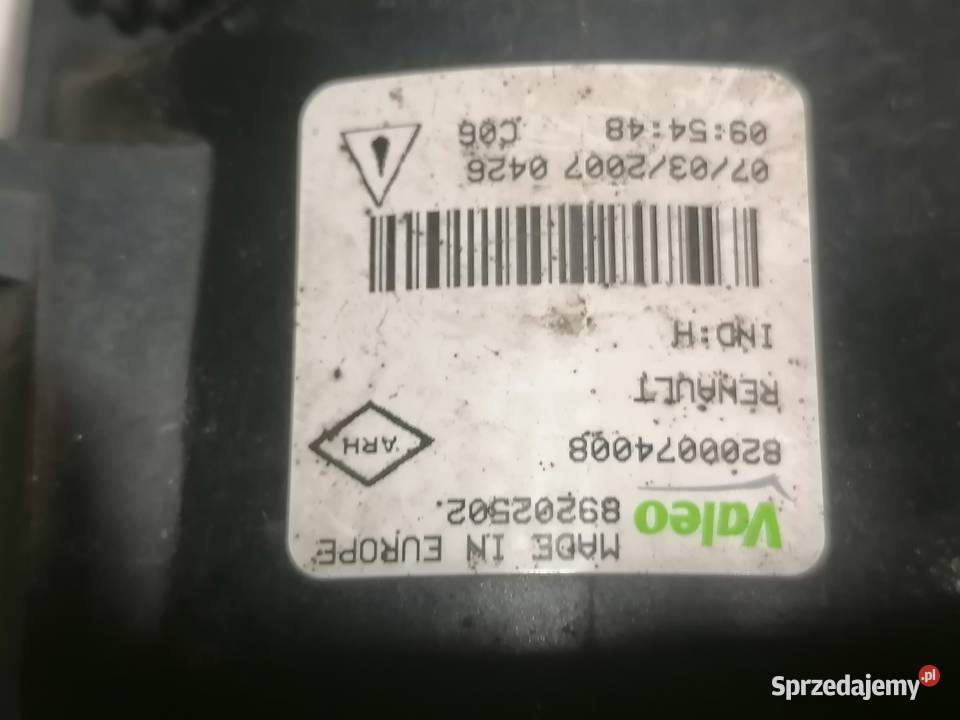 MADE IN EUROPE
Valeo 89202502.
8200074008
ARH
RENAULT
IND:H
07/03/2007 0426
09:54:48 C06
Sprzedajemy.pl